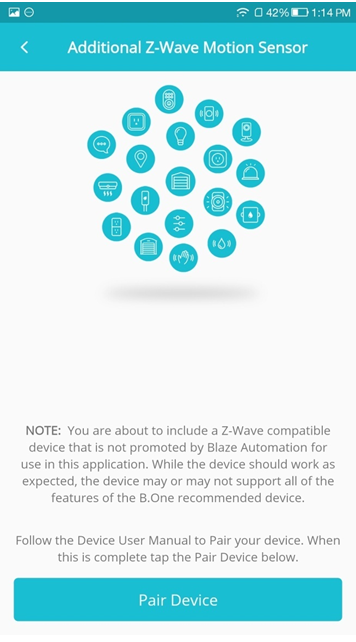 42% 1:14 PM
Additional Z-Wave Motion Sensor
NOTE: You are about to include a Z-Wave compatible
device that is not promoted by Blaze Automation for
use in this application. While the device should work as
expected, the device may or may not support all of the
features of the B.One recommended device.
Follow the Device User Manual to Pair your device. When
this is complete tap the Pair Device below.
Pair Device